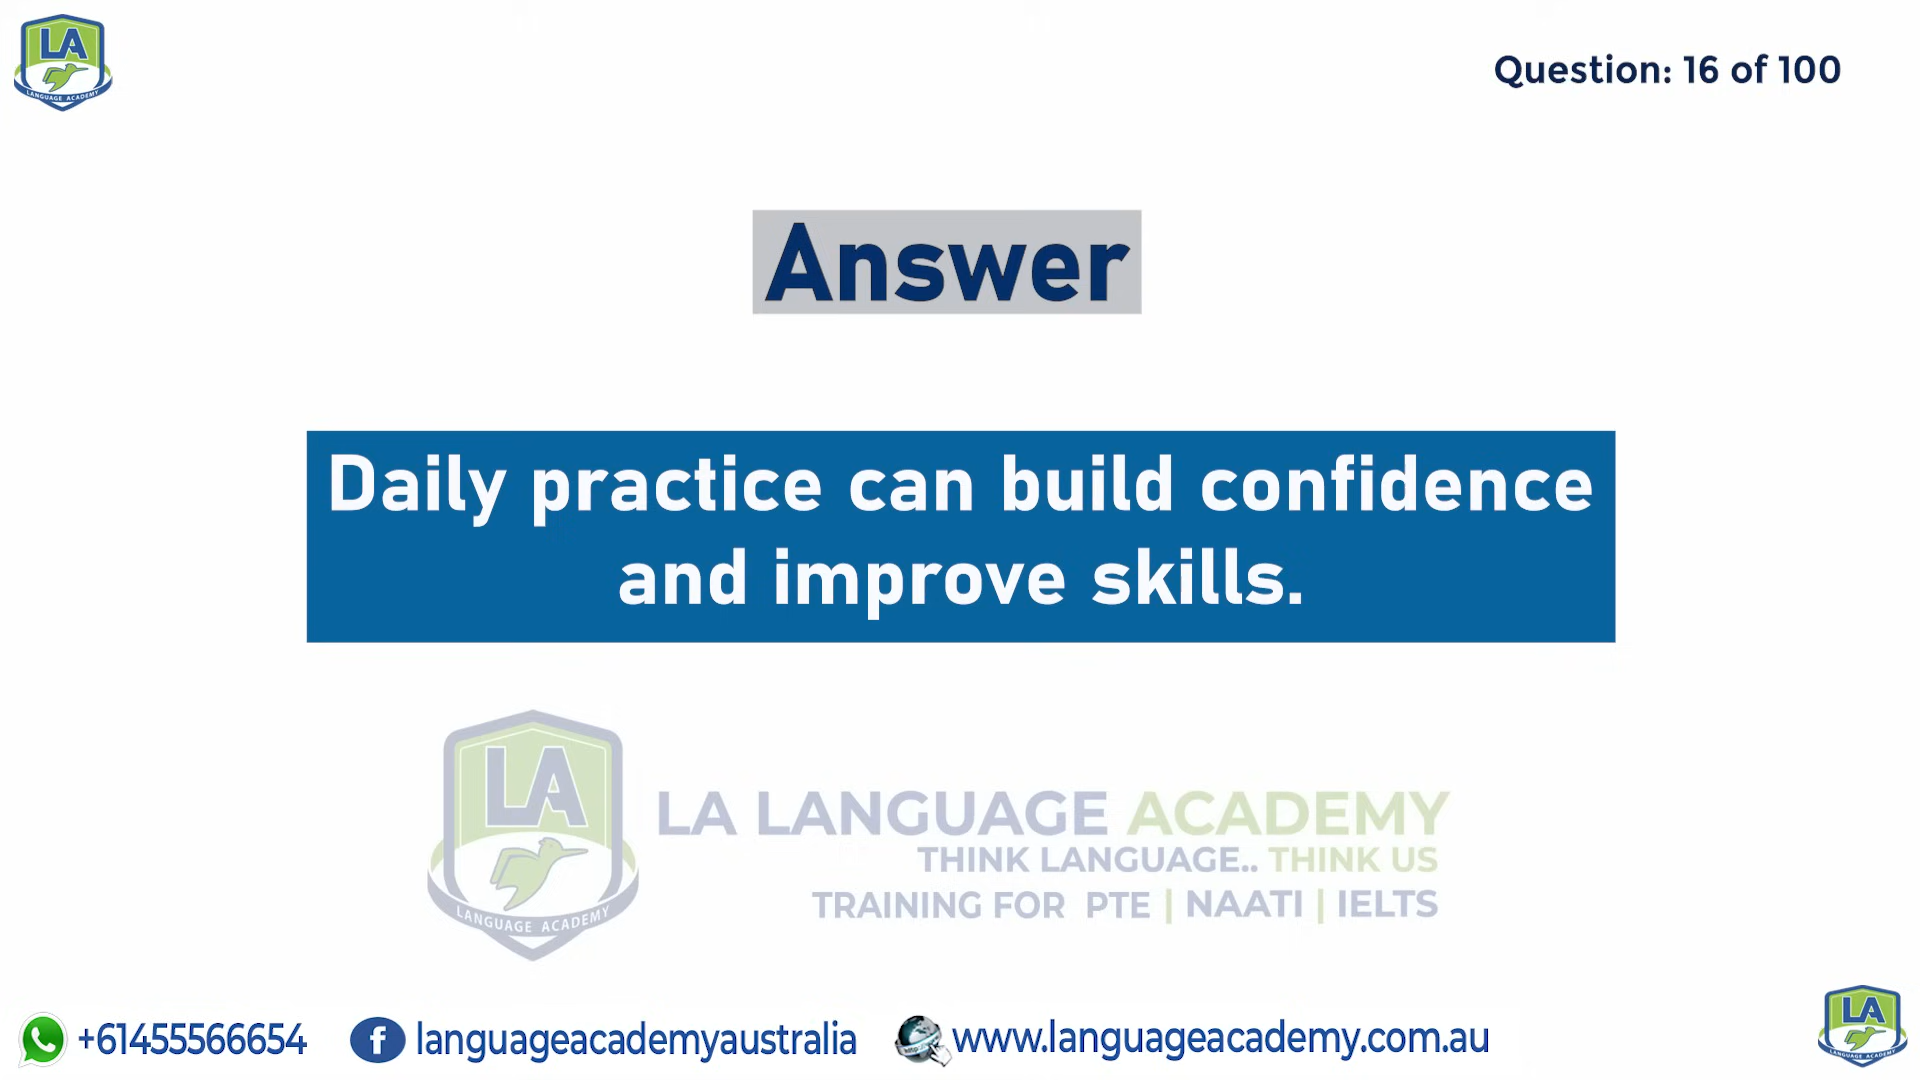 LA
LANGUAGE ACADEMY
Question: 16 of 100
Answer
Daily practice can build confidence
and improve skills.
LA
LANGUAGE ACADEMY
LA LANGUAGE ACADEMY
THINK LANGUAGE.. THINK US
TRAINING FOR PTE | NAATI | IELTS
+61455566654
languageacademyaustralia
www.languageacademy.com.au
LA
LANGUAGE ACADEMY